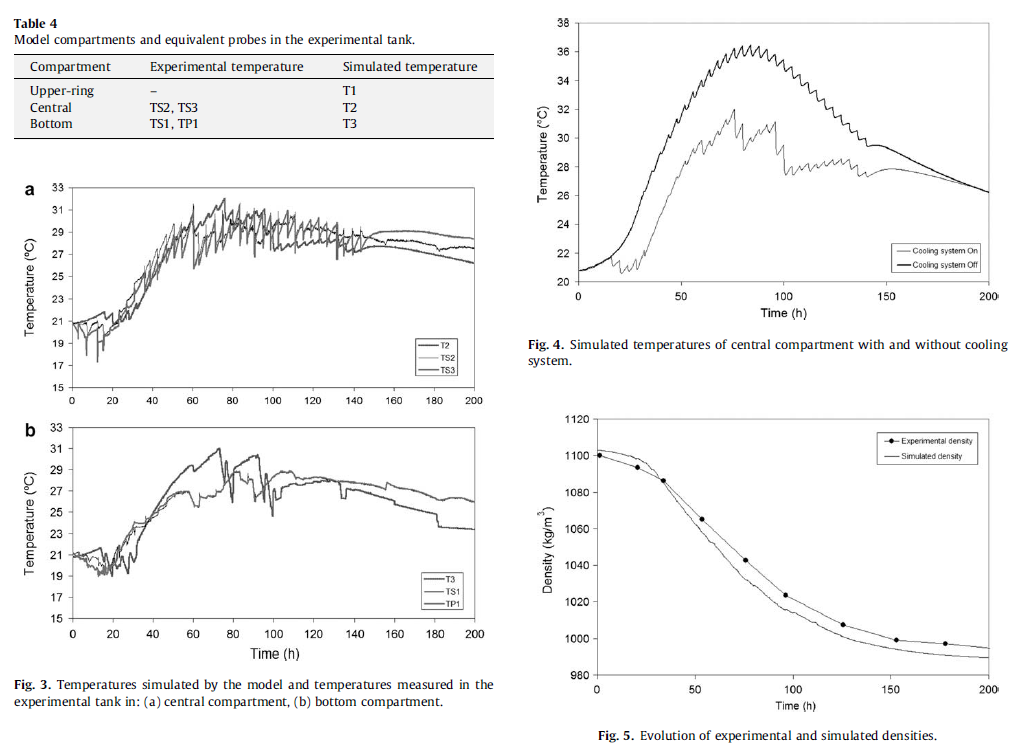 Table 4
Model compartments and equivalent probes in the experimental tank.
Compartment Experimental temperature Simulated temperature
Upper-ring – T1
Central TS2, TS3 T2
Bottom TS1, TP1 T3
a
33
31
29
27
25
23
21
19
17
15
Temperature (ºC)
T2
TS2
TS3
0 20 40 60 80 100 120 140 160 180 200
b
33
31
29
27
25
23
21
19
17
15
Temperature (ºC)
T3
TS1
TP1
0 20 40 60 80 100 120 140 160 180 200
Time (h)
Fig. 3. Temperatures simulated by the model and temperatures measured in the
experimental tank in: (a) central compartment, (b) bottom compartment.
38
36
34
32
30
28
26
24
22
20
Temperature (ºC)
Cooling system On
Cooling system Off
0 50 100 150 200
Time (h)
Fig. 4. Simulated temperatures of central compartment with and without cooling
system.
1120
1100
1080
1060
1040
1020
1000
980
Density (kg/m³)
Experimental density
Simulated density
0 50 100 150 200
Time (h)
Fig. 5. Evolution of experimental and simulated densities.